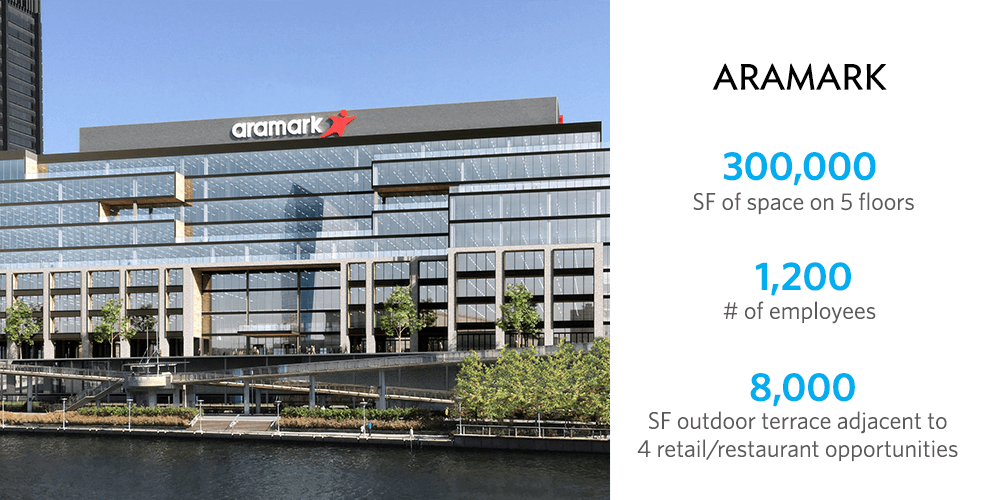 aramark
ARAMARK
300,000
SF of space on 5 floors
1,200
# of employees
8,000
SF outdoor terrace adjacent to
4 retail/restaurant opportunities